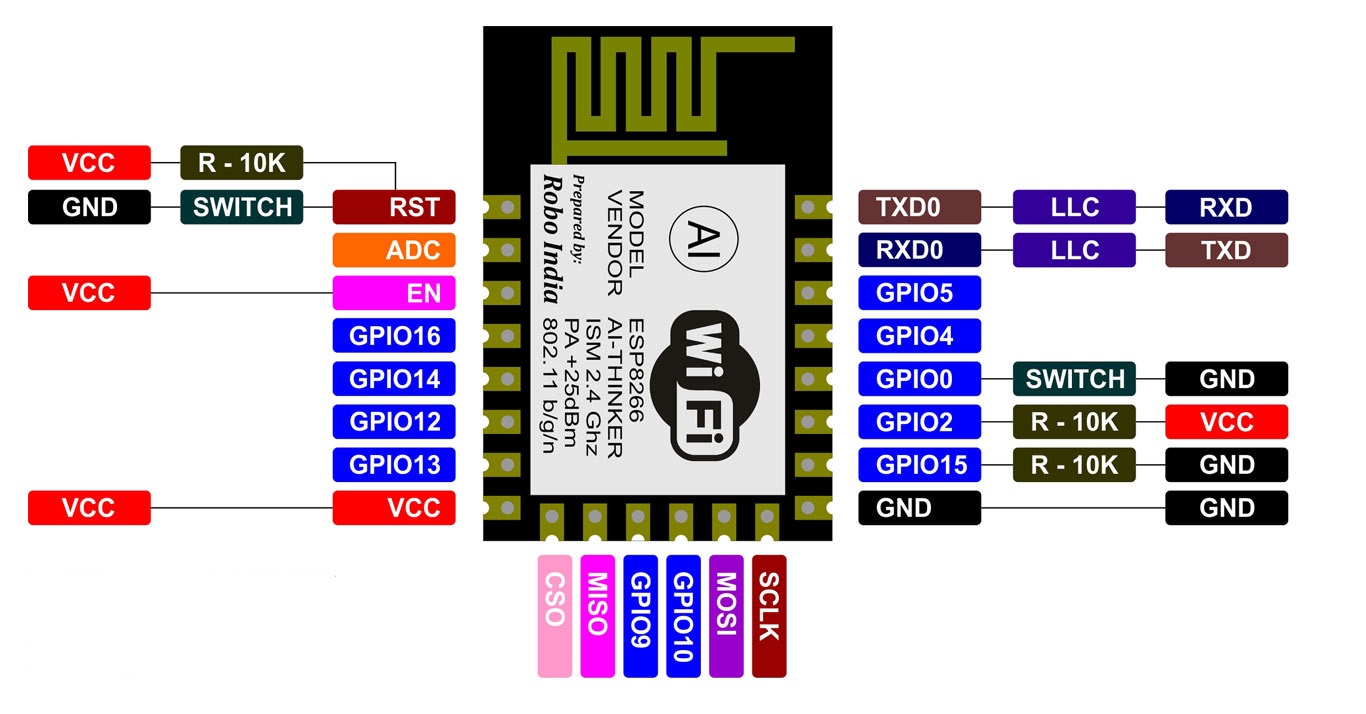 VCC R - 10K
GND SWITCH RST
ADC
VCC EN
GPIO16
GPIO14
GPIO12
GPIO13
VCC VCC
AI
WiFi
MODEL ESP8266
VENDOR AI-THINKER
ISM 2.4 Ghz
PA +25dBm
802.11 b/g/n
Prepared by:
Robo India
TXD0 LLC RXD
RXD0 LLC TXD
GPIO5
GPIO4
GPIO0 SWITCH GND
GPIO2 R - 10K VCC
GPIO15 R - 10K GND
GND GND
CSO
MISO
GPIO9
GPIO10
MOSI
SCLK